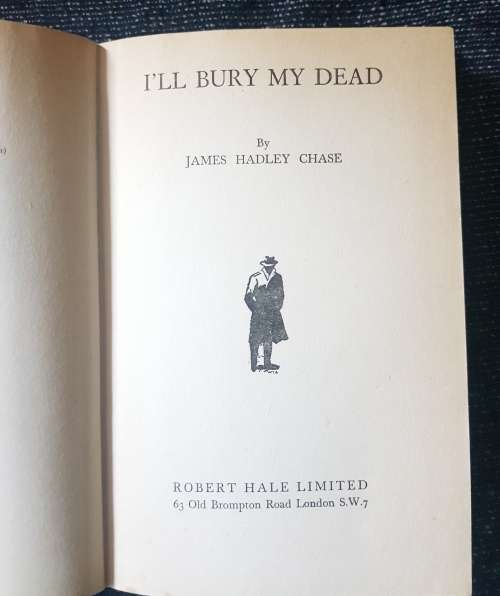 I'LL BURY MY DEAD
By
JAMES HADLEY CHASE
ROBERT HALE LIMITED
63 Old Brompton Road London S.W.7